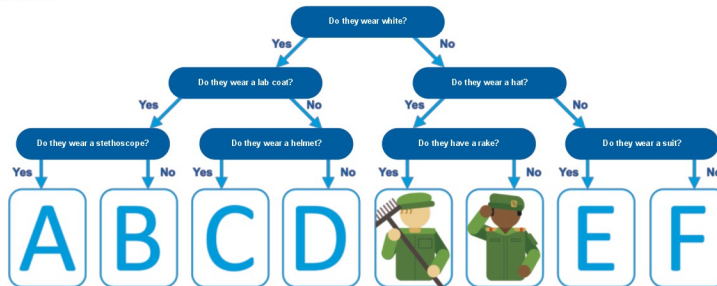 Do they wear white?
Yes No
Do they wear a lab coat? Do they wear a hat?
Yes No Yes No
Do they wear a stethoscope? Do they wear a helmet? Do they have a rake? Do they wear a suit?
Yes No Yes No Yes No Yes No
A B C D E F